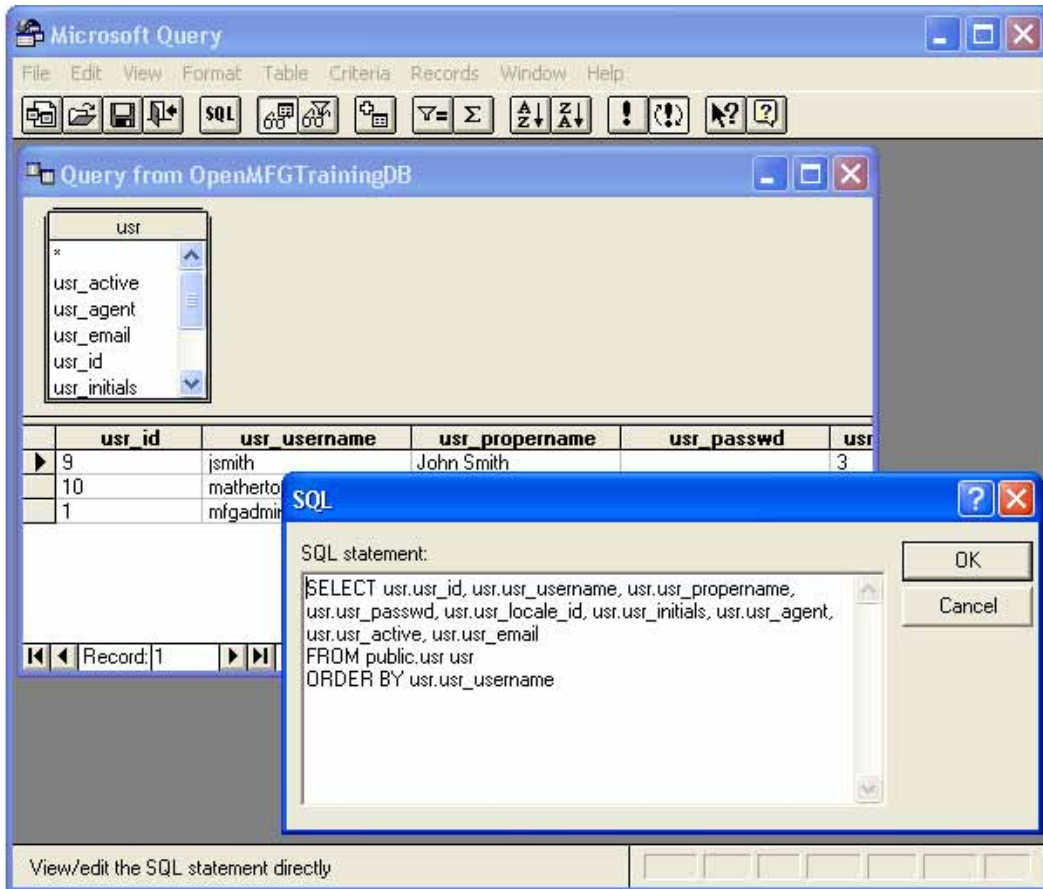 Microsoft Query
File Edit View Format Table Criteria Records Window Help
SQL
Query from OpenMFGTrainingDB
usr
*
usr_active
usr_agent
usr_email
usr_id
usr_initials
usr_id usr_username usr_propername usr_passwd usr
9 jsmith John Smith 3
10 matherto
1 mfgadmin
Record: 1
SQL
SQL statement:
SELECT usr.usr_id, usr.usr_username, usr.usr_propername,
usr.usr_passwd, usr.usr_locale_id, usr.usr_initials, usr.usr_agent,
usr.usr_active, usr.usr_email
FROM public.usr usr
ORDER BY usr.usr_username
OK
Cancel
View/edit the SQL statement directly